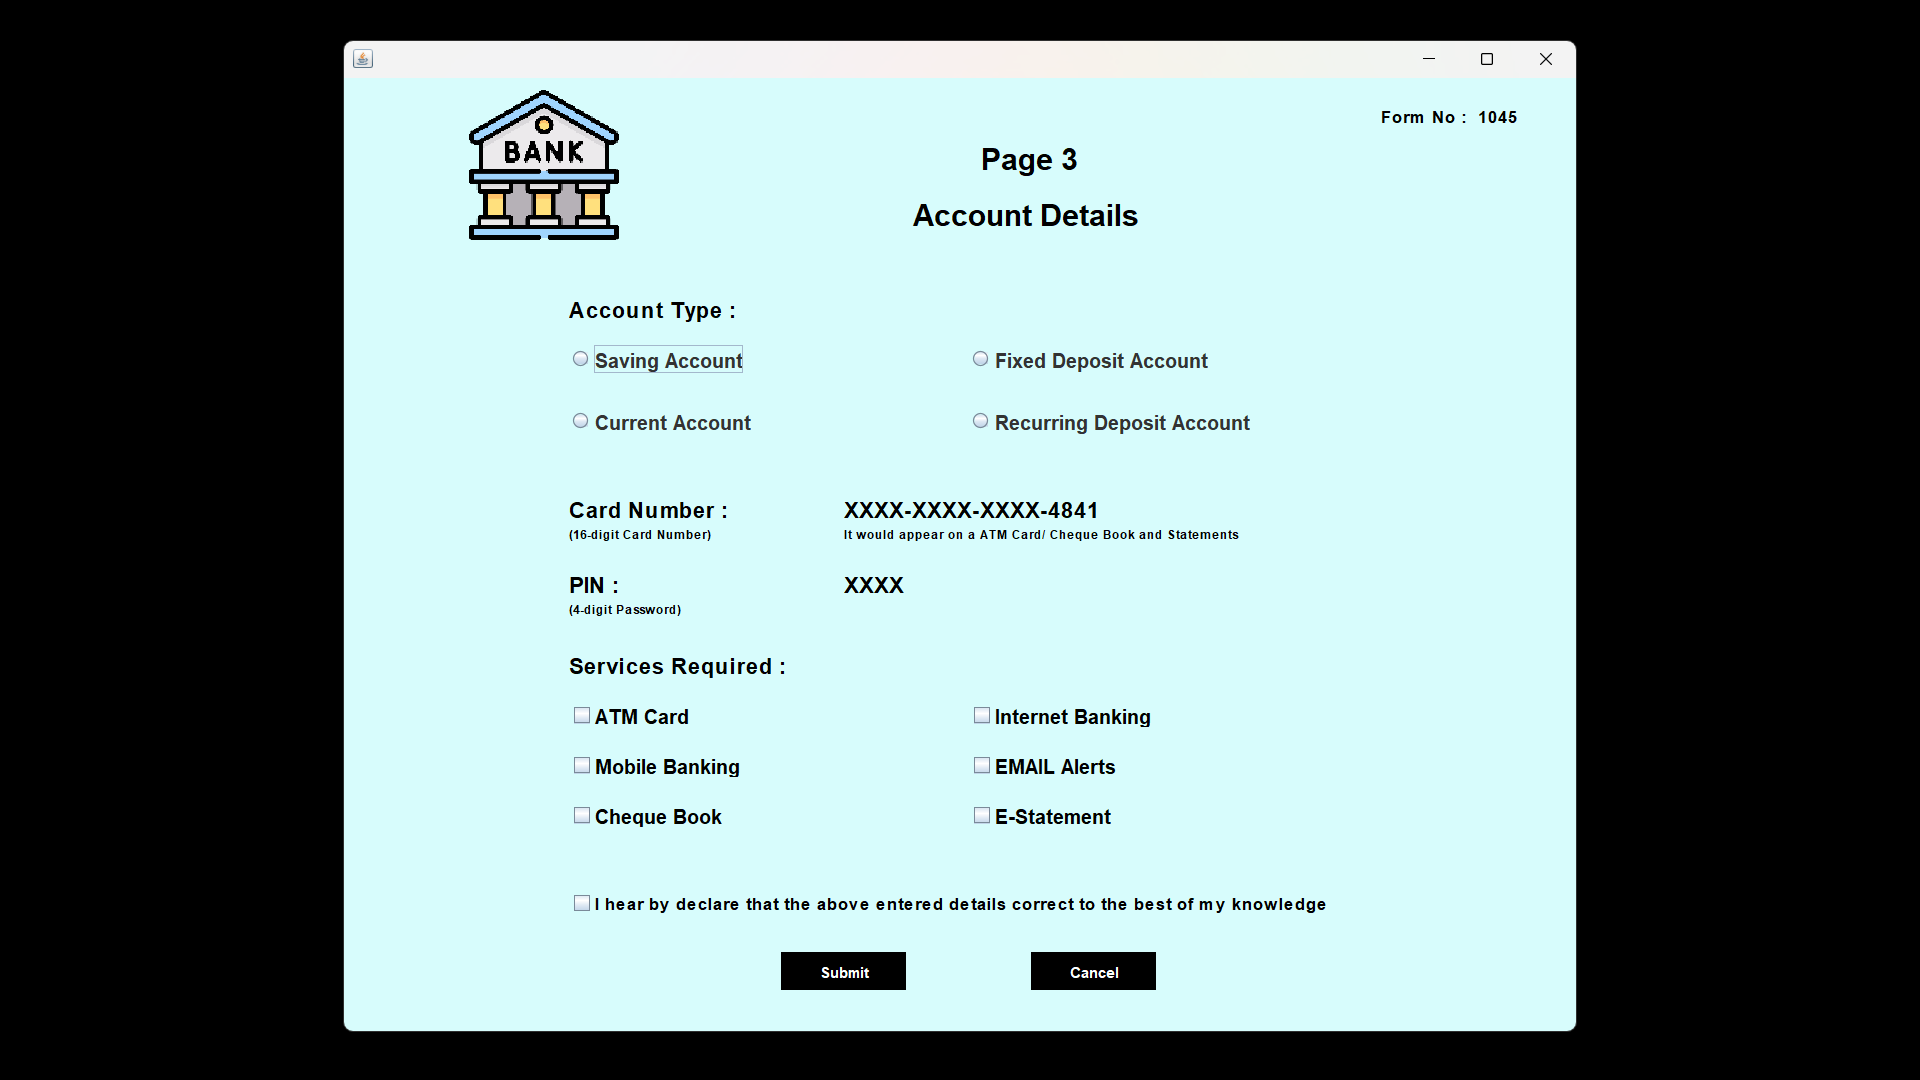 BANK
Form No :  1045
Page 3
Account Details
Account Type :
Saving Account
Fixed Deposit Account
Current Account
Recurring Deposit Account
Card Number :
XXXX-XXXX-XXXX-4841
(16-digit Card Number)
It would appear on a ATM Card/ Cheque Book and Statements
PIN :
XXXX
(4-digit Password)
Services Required :
ATM Card
Internet Banking
Mobile Banking
EMAIL Alerts
Cheque Book
E-Statement
I hear by declare that the above entered details correct to the best of my knowledge
Submit
Cancel